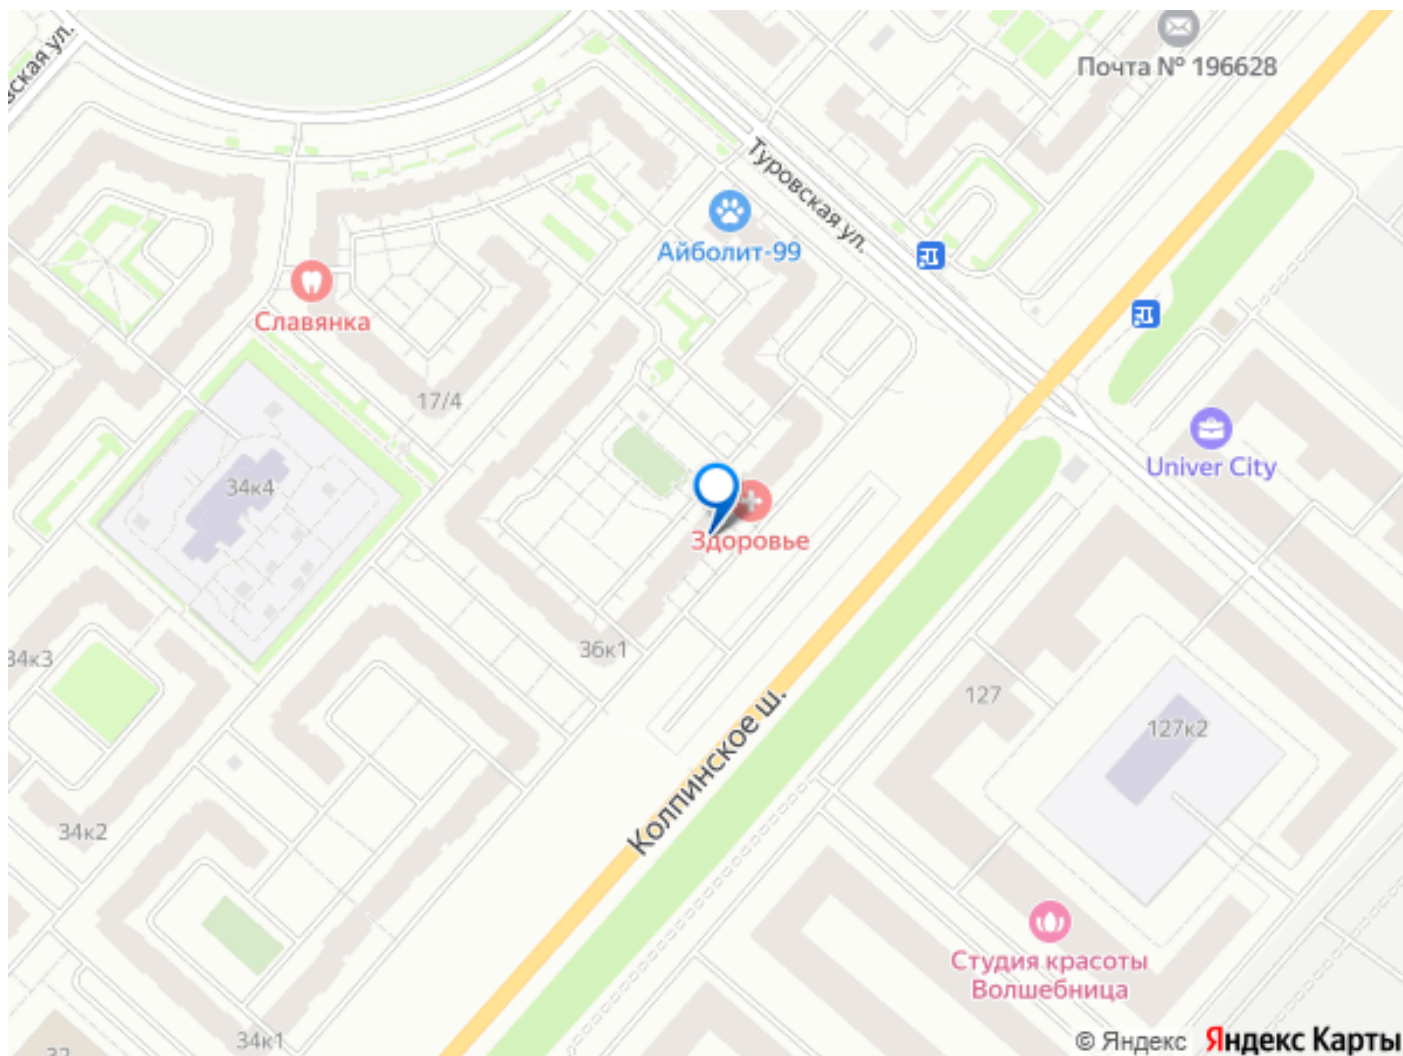 ская ул.
Почта № 196628
Туровская ул.
Айболит-99
Славянка
17/4
Univer City
34к4
Здоровье
36к1
34к3
127
127к2
Колпинское ш.
34к2
Студия красоты
Волшебница
34к1
32
© Яндекс Яндекс Карты